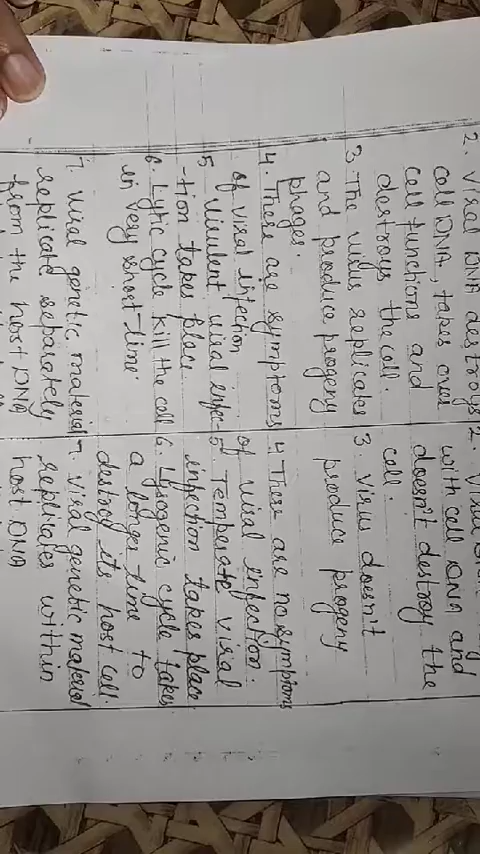 2. Viral DNA destroys
cell DNA, takes over
cell functions and
destroys the cell.
3. The virus replicates
and produce progeny
phages.
4. There are symptoms
of viral infection
5 Virulent viral infec-
-tion takes place
6. Lytic cycle kill the cell
in very short-time.
7. Viral genetic material
replicate separately
from the host DNA
2.
with cell DNA and
doesn't destroy the
cell.
3. Virus doesn't
produce progeny
4 There are no symptoms
of viral infection.
5 Temperate viral
infection takes place
6. Lysogenic cycle takes
a longer time to
destroy its host cell.
7. Viral genetic material
replicates within
host DNA